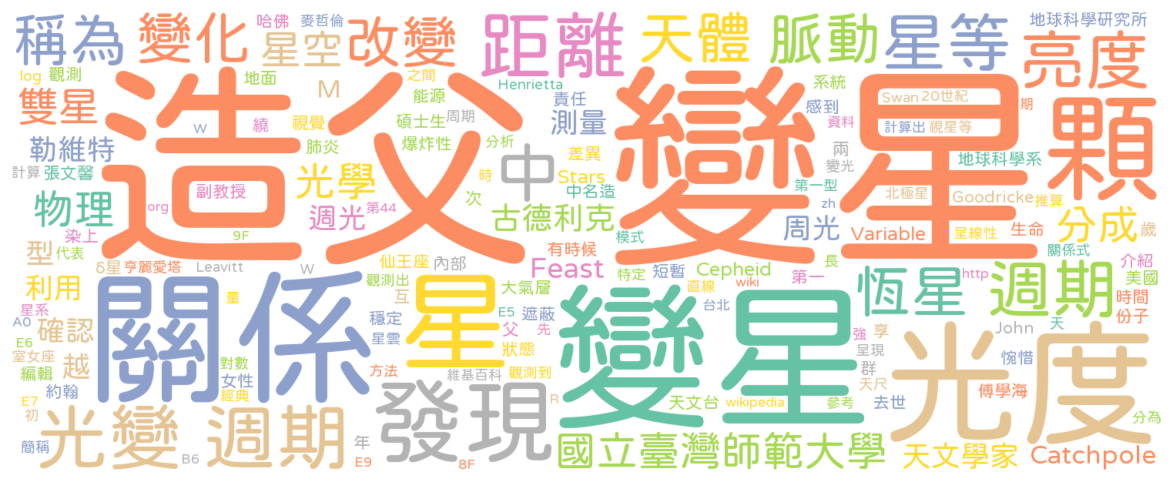 稱為 變化 哈佛 麥哲倫 星空 改變 距離 天體 脈動 星等 地球科學研究所 亮度
log 觀測 地面 M 之間 能源 Henrietta 系統 Swan 20世紀 期
雙星 W 繞 視覺 碩士生 周期 責任 測量 感到 資料 計算出 視星等 顆
造父 變星
勒維特 肺炎 爆炸性 分析 差異 兩 變光 地球科學系
計算 張文馨 副教授 光學 時 中 Stars 中名造 第一型 北極星 Goodricke 推算
物理 org 週光 第44 次 古德利克 zh 分成 歲
染上 9F 有時候 模式 周光 Variable 呈線性 生命
型 代表 δ星 亨麗愛塔 Leavitt W 仙王座 內部 Feast 特定 短暫 Cepheid 第一 長 關係式 介紹
利用 觀測出 大氣層 直線 wiki 恆星 http 週期 美國
星系 量 互 星 E5 遮蔽 台北 時間
A0 確認 關係 穩定 父 先 變星 強 享 John 天 份子
E6 星雲 呈現 惋惜
室女座 越 對數 狀態 群 光度
編輯 女性 方法 維基百科 觀測到 天尺 傅學海
E7 約翰 經典 發現 R 天文台 wikipedia 參考 去世
初 光變 週期 分為
簡稱 年 國立臺灣師範大學 天文學家 Catchpole
B6 E9 8F